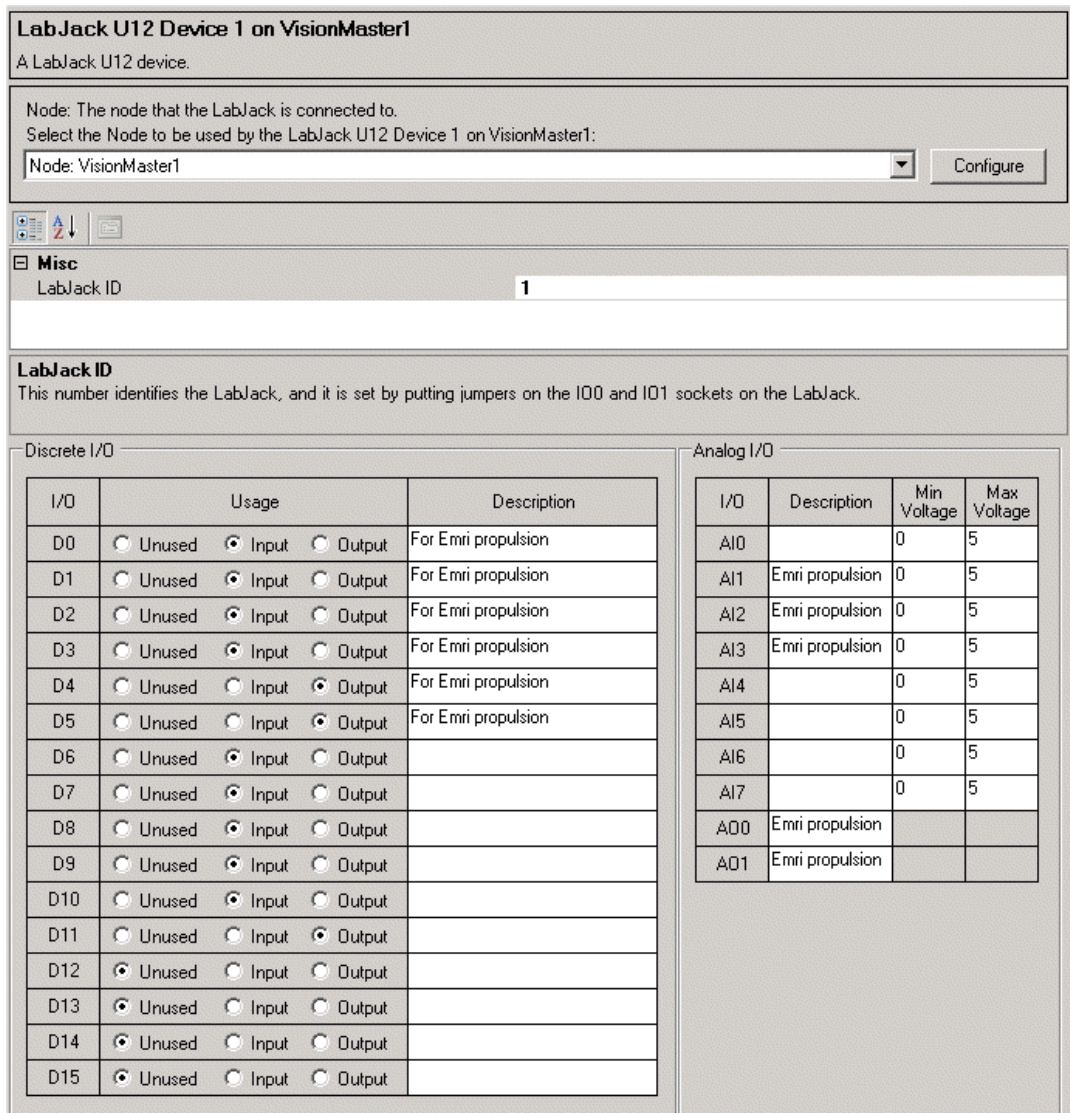 LabJack U12 Device 1 on VisionMaster1
A LabJack U12 device.
Node: The node that the LabJack is connected to.
Select the Node to be used by the LabJack U12 Device 1 on VisionMaster1:
Node: VisionMaster1 Configure
Misc
LabJack ID 1
LabJack ID
This number identifies the LabJack, and it is set by putting jumpers on the IO0 and IO1 sockets on the LabJack.
Discrete I/O
I/O Usage Description
D0 Unused Input Output For Emri propulsion
D1 Unused Input Output For Emri propulsion
D2 Unused Input Output For Emri propulsion
D3 Unused Input Output For Emri propulsion
D4 Unused Input Output For Emri propulsion
D5 Unused Input Output For Emri propulsion
D6 Unused Input Output
D7 Unused Input Output
D8 Unused Input Output
D9 Unused Input Output
D10 Unused Input Output
D11 Unused Input Output
D12 Unused Input Output
D13 Unused Input Output
D14 Unused Input Output
D15 Unused Input Output
Analog I/O
I/O Description Min Voltage Max Voltage
AI0 0 5
AI1 Emri propulsion 0 5
AI2 Emri propulsion 0 5
AI3 Emri propulsion 0 5
AI4 0 5
AI5 0 5
AI6 0 5
AI7 0 5
AO0 Emri propulsion
AO1 Emri propulsion